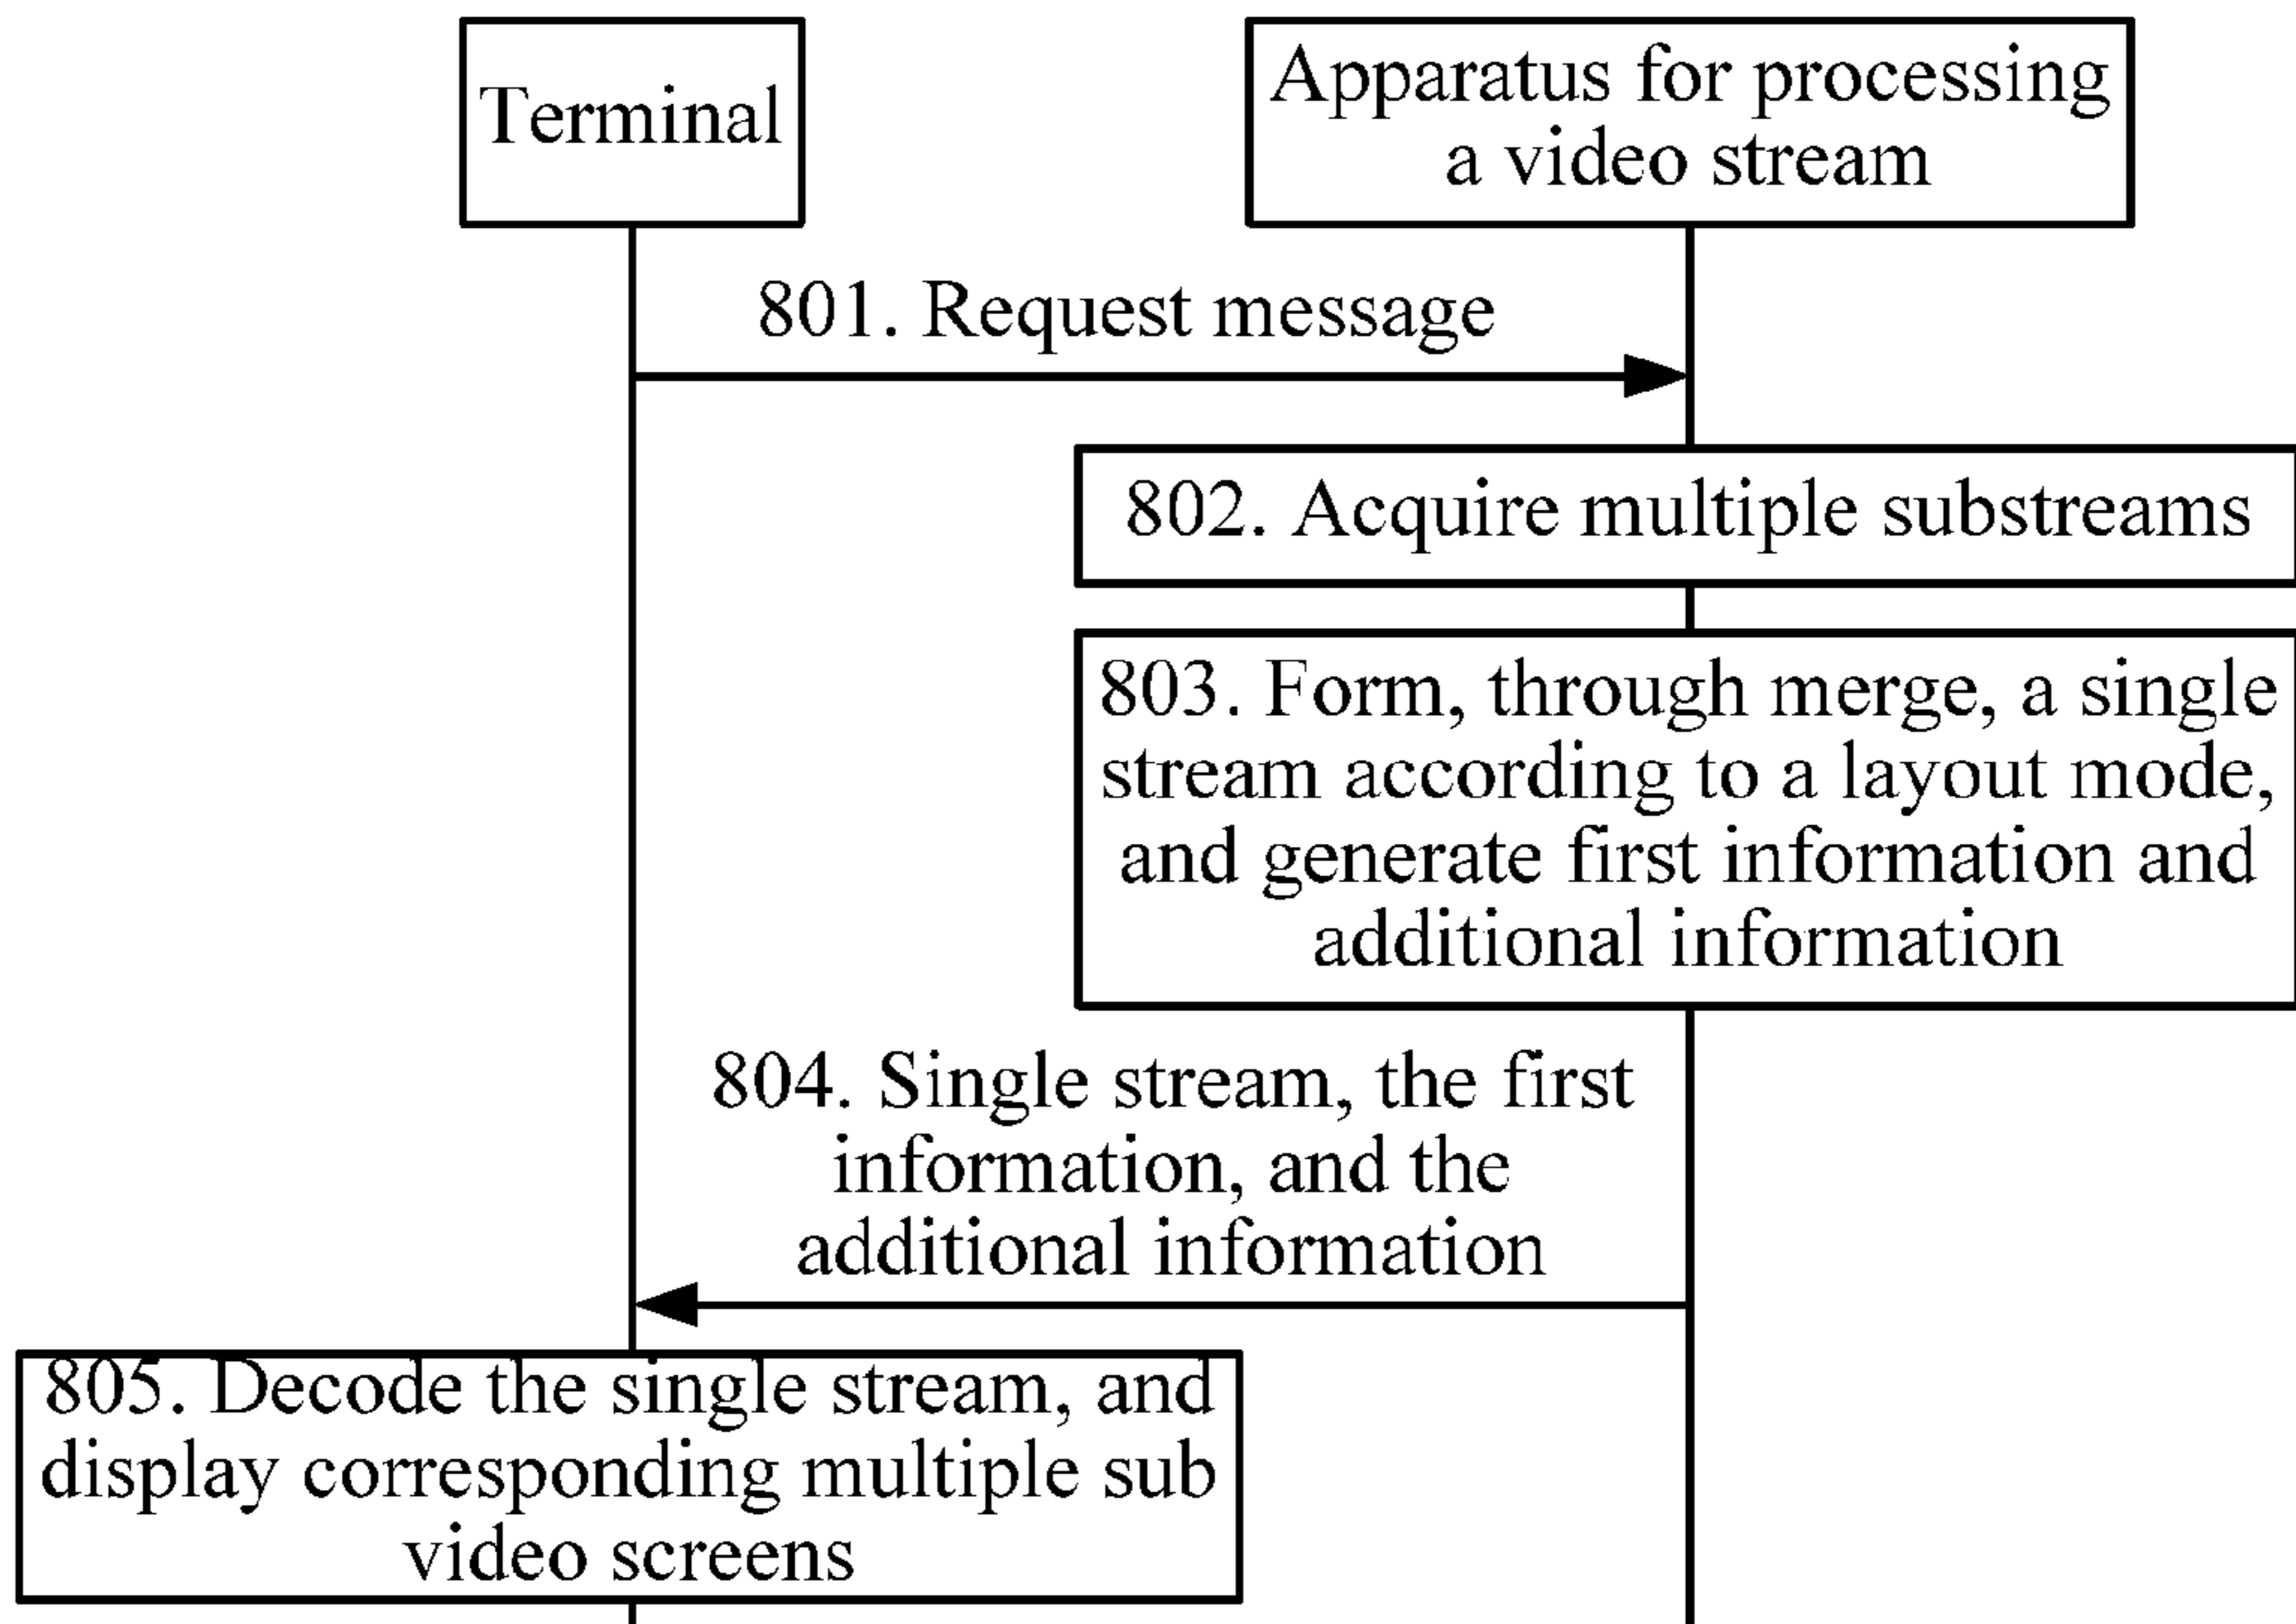 Terminal
Apparatus for processing
a video stream
801. Request message
802. Acquire multiple substreams
803. Form, through merge, a single
stream according to a layout mode,
and generate first information and
additional information
804. Single stream, the first
information, and the
additional information
805. Decode the single stream, and
display corresponding multiple sub
video screens